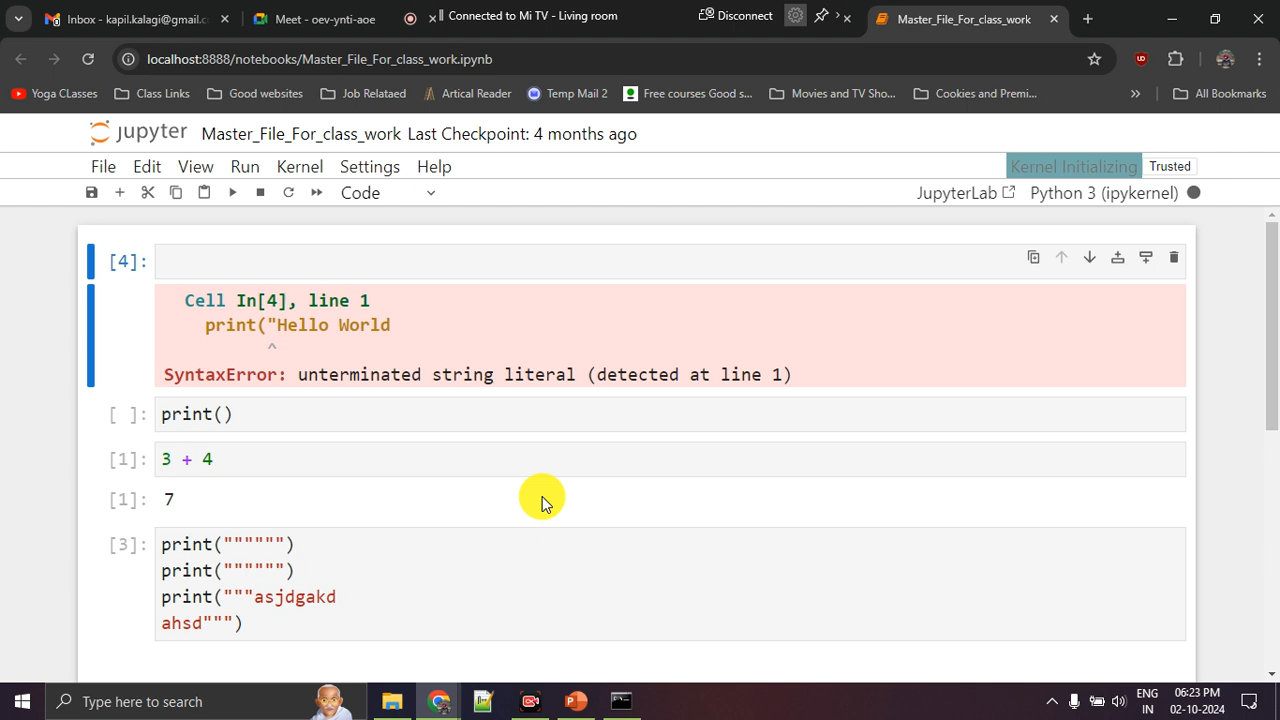 Inbox - kapil.kalagi@gmail.c
Meet - oev-ynti-aoe
Connected to Mi TV - Living room
Disconnect
Master_File_For_class_work
localhost:8888/notebooks/Master_File_For_class_work.ipynb
Yoga CLasses
Class Links
Good websites
Job Relataed
Artical Reader
Temp Mail 2
Free courses Good s...
Movies and TV Sho...
Cookies and Premi...
All Bookmarks
jupyter Master_File_For_class_work Last Checkpoint: 4 months ago
File Edit View Run Kernel Settings Help
Kernel Initializing
Trusted
Code
JupyterLab
Python 3 (ipykernel)
[4]:
Cell In[4], line 1
print("Hello World
^
SyntaxError: unterminated string literal (detected at line 1)
[ ]: print()
[1]: 3 + 4
[1]: 7
[3]: print("""""")
print("""""")
print("""asjdgakd
ahsd""")
Type here to search
ENG
IN
06:23 PM
02-10-2024